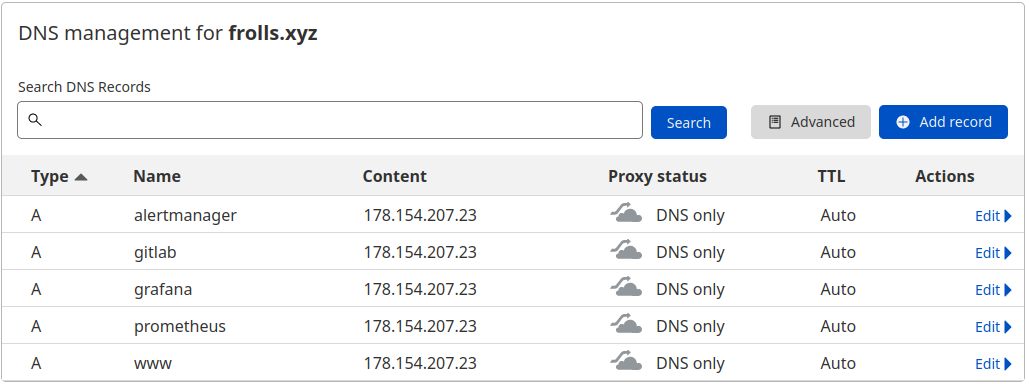 DNS management for frolls.xyz
Search DNS Records
Search Advanced Add record
Type Name Content Proxy status TTL Actions
A alertmanager 178.154.207.23 DNS only Auto Edit
A gitlab 178.154.207.23 DNS only Auto Edit
A grafana 178.154.207.23 DNS only Auto Edit
A prometheus 178.154.207.23 DNS only Auto Edit
A www 178.154.207.23 DNS only Auto Edit